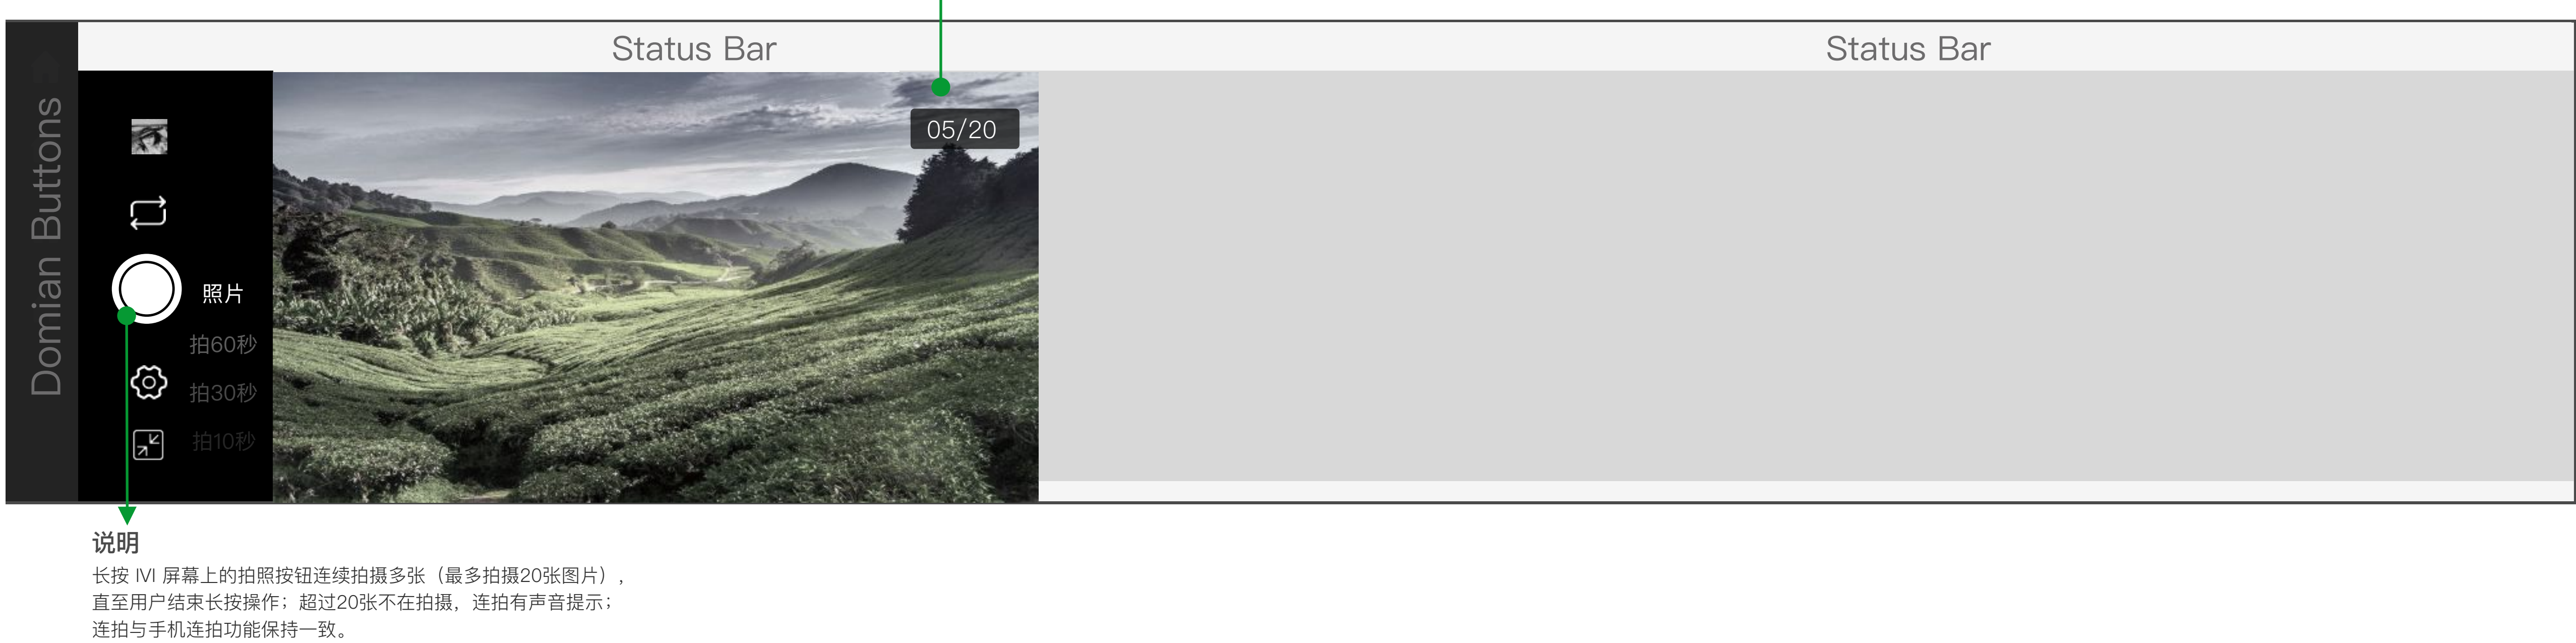 Status Bar
Status Bar
Domian Buttons
05/20
照片
拍60秒
拍30秒
拍10秒
说明
长按 IVI 屏幕上的拍照按钮连续拍摄多张（最多拍摄20张图片），
直至用户结束长按操作；超过20张不在拍摄，连拍有声音提示；
连拍与手机连拍功能保持一致。